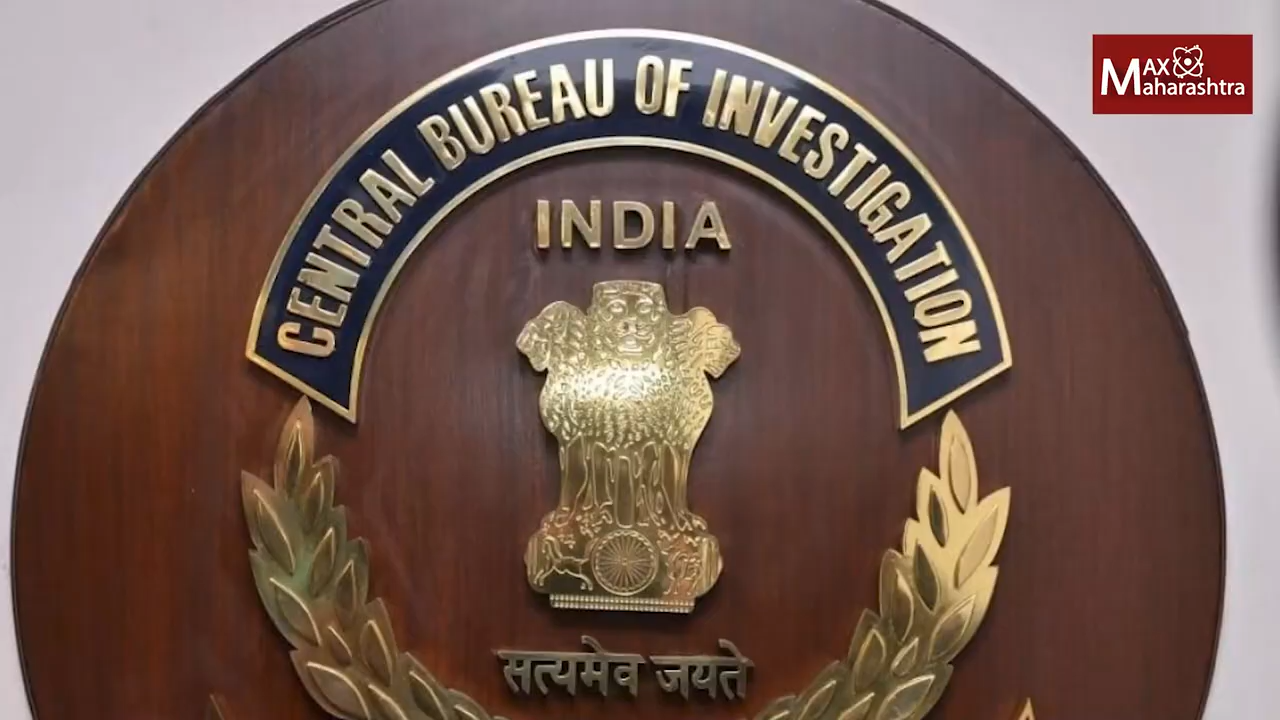 CENTRAL BUREAU OF INVESTIGATION
INDIA
सत्यमेव जयते
MAX
Maharashtra